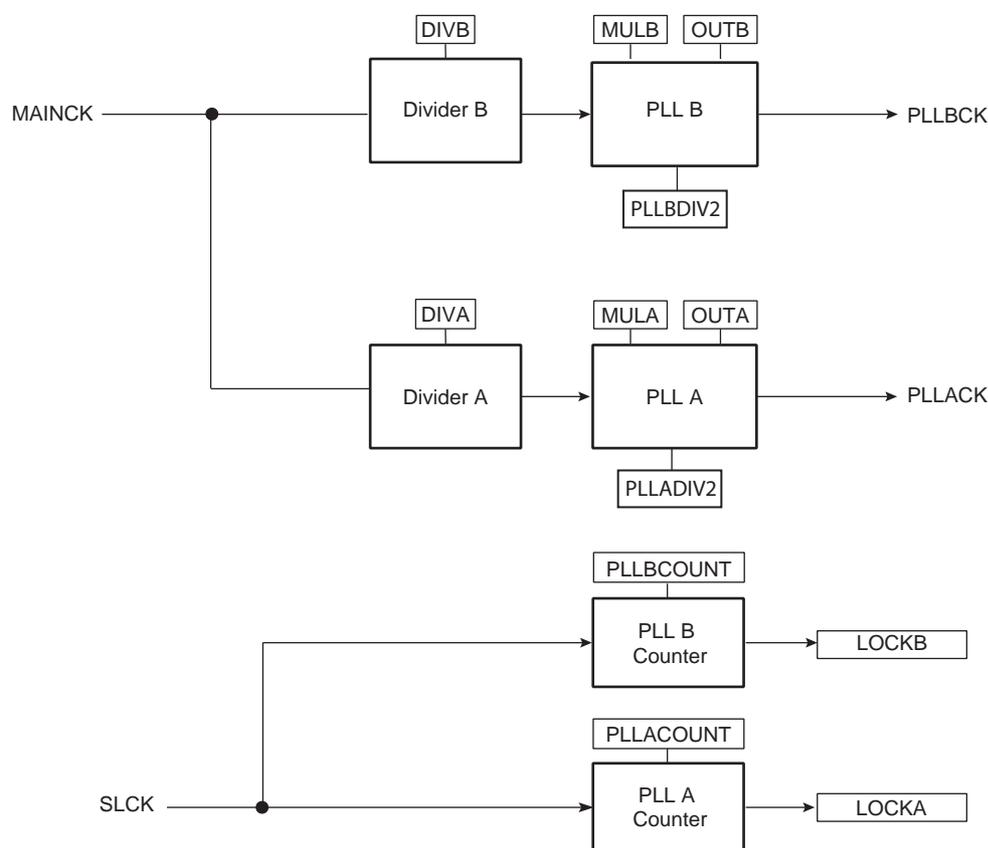 DIVB
MULB
OUTB
MAINCK
Divider B
PLL B
PLLBCK
PLLBDIV2
DIVA
MULA
OUTA
Divider A
PLL A
PLLACK
PLLADIV2
PLLBCOUNT
PLL B
Counter
LOCKB
PLLACOUNT
SLCK
PLL A
Counter
LOCKA